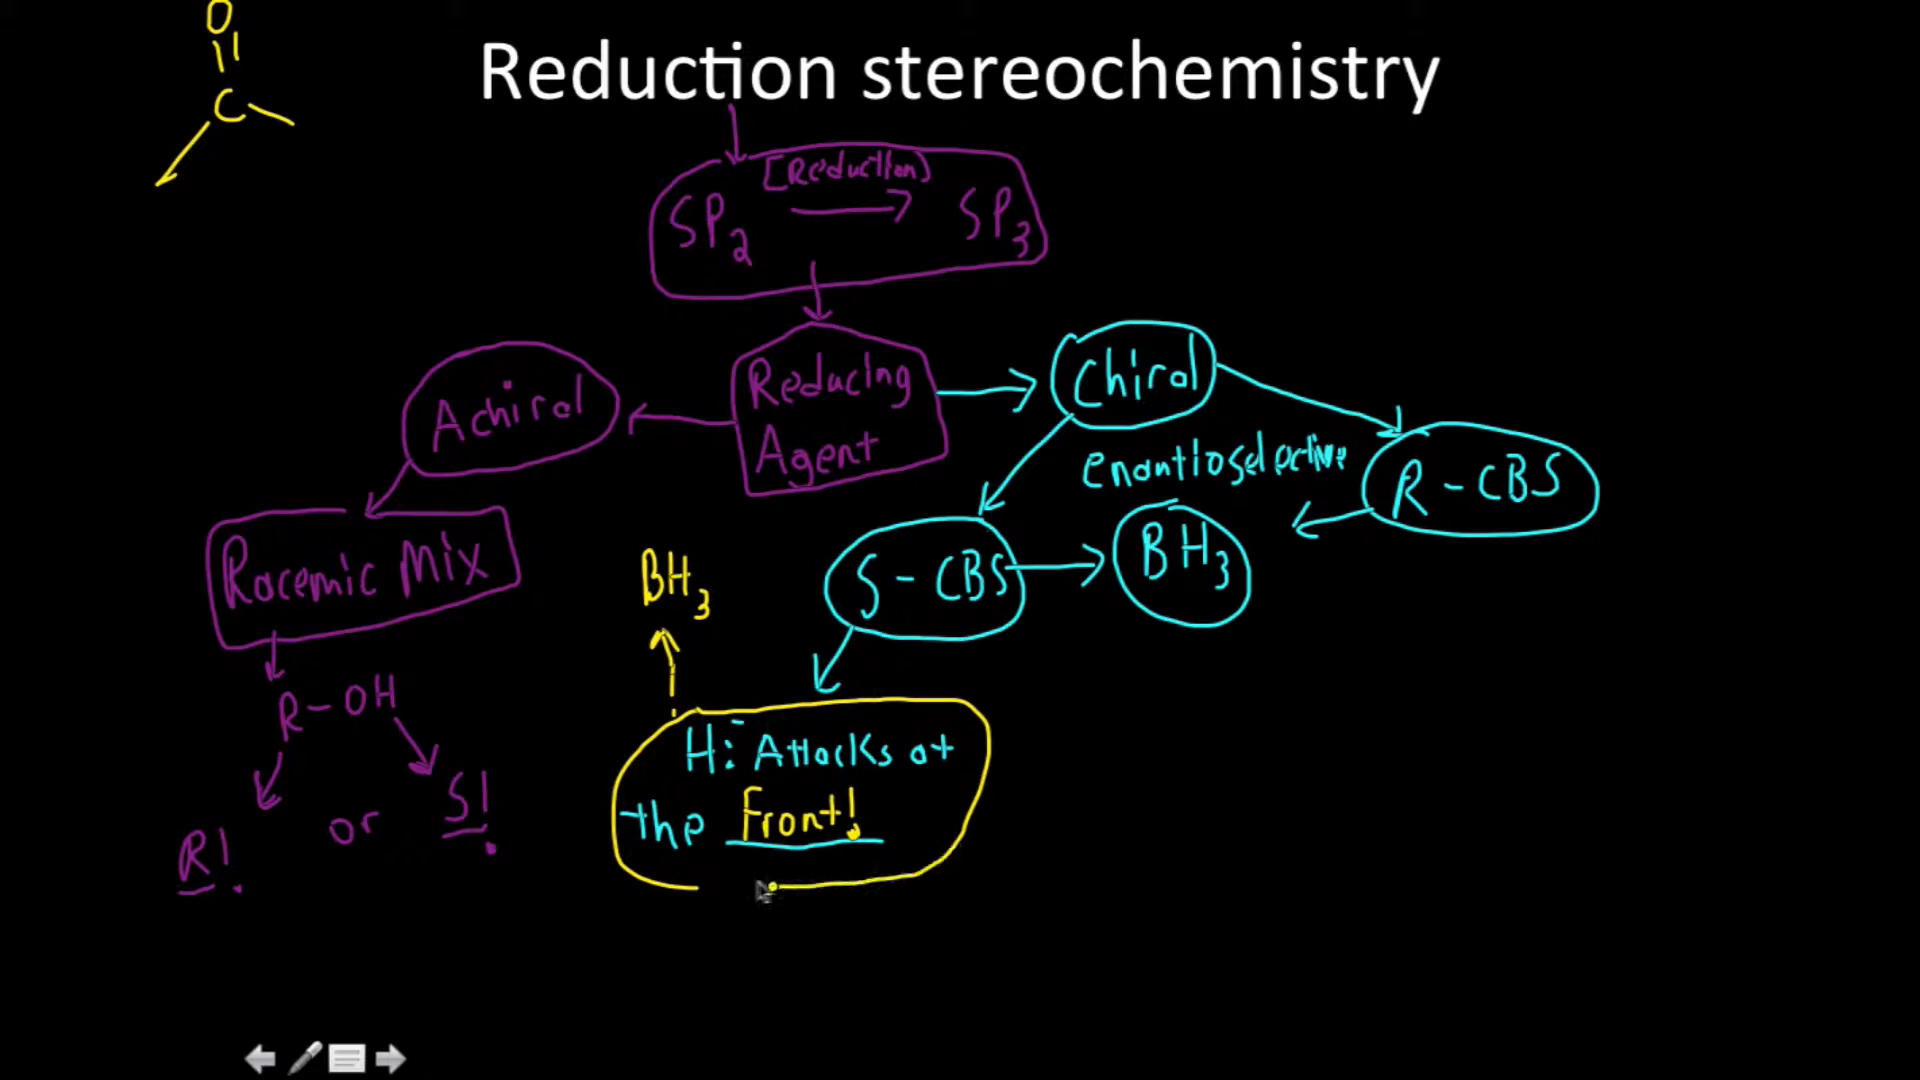 O
C
Reduction stereochemistry
[Reduction)
SP2 → SP3
Reducing
Agent
Achiral
Chiral
Enantioselective
R - CBS
Racemic Mix
BH3
S - CBS
BH3
R-OH
R!
or
S!
H:⁻ Attacks at
the Front!